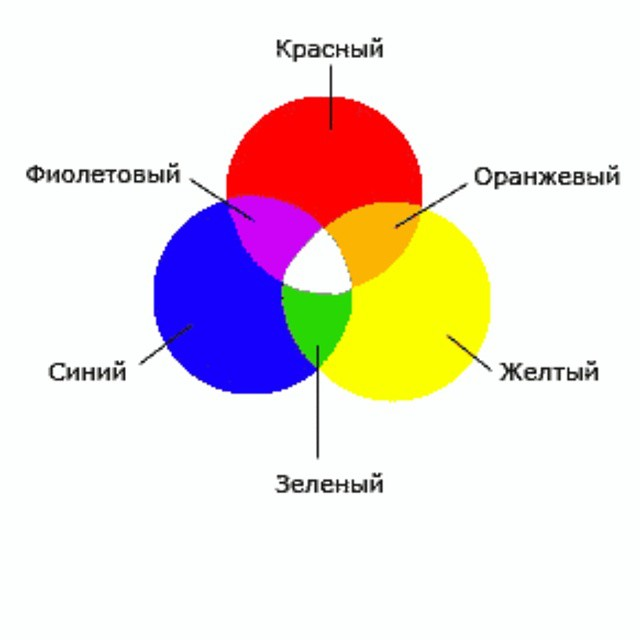 Красный
Фиолетовый
Оранжевый
Синий
Желтый
Зеленый